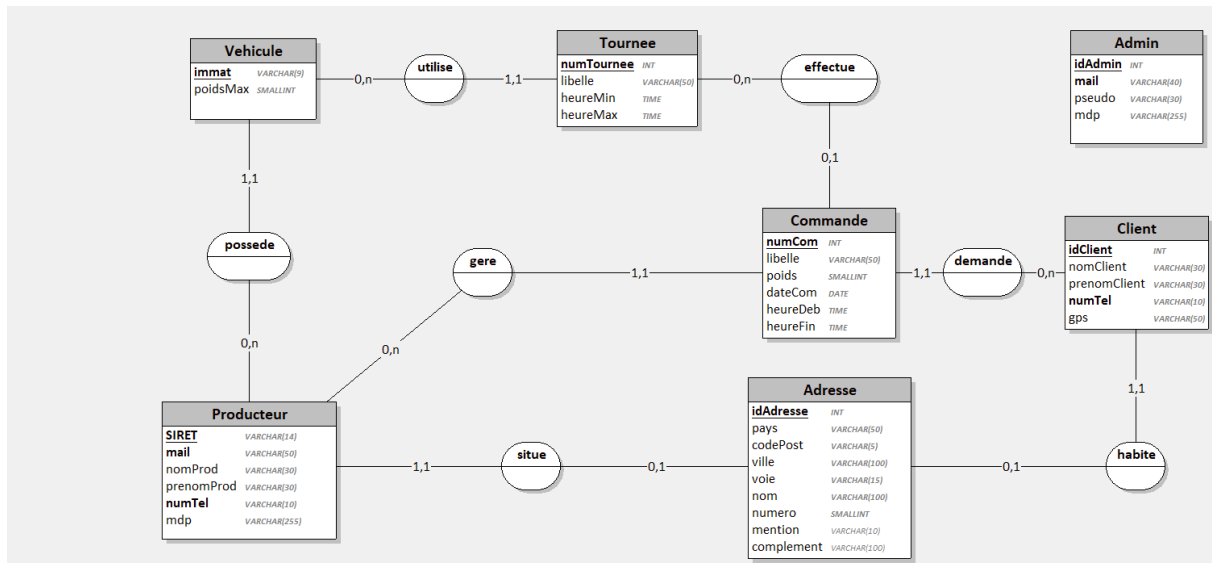 Vehicule
immat VARCHAR(9)
poidsMax SMALLINT
0,n
utilise
1,1
Tournee
numTournee INT
libelle VARCHAR(50)
heureMin TIME
heureMax TIME
0,n
effectue
Admin
idAdmin INT
mail VARCHAR(40)
pseudo VARCHAR(30)
mdp VARCHAR(255)
1,1
0,1
possede
gere
1,1
Commande
numCom INT
libelle VARCHAR(50)
poids SMALLINT
dateCom DATE
heureDeb TIME
heureFin TIME
1,1
demande
0,n
Client
idClient INT
nomClient VARCHAR(30)
prenomClient VARCHAR(30)
numTel VARCHAR(10)
gps VARCHAR(50)
0,n
0,n
1,1
Producteur
SIRET VARCHAR(14)
mail VARCHAR(50)
nomProd VARCHAR(30)
prenomProd VARCHAR(30)
numTel VARCHAR(10)
mdp VARCHAR(255)
1,1
situe
0,1
Adresse
idAdresse INT
pays VARCHAR(50)
codePost VARCHAR(5)
ville VARCHAR(100)
voie VARCHAR(15)
nom VARCHAR(100)
numero SMALLINT
mention VARCHAR(10)
complement VARCHAR(100)
0,1
habite